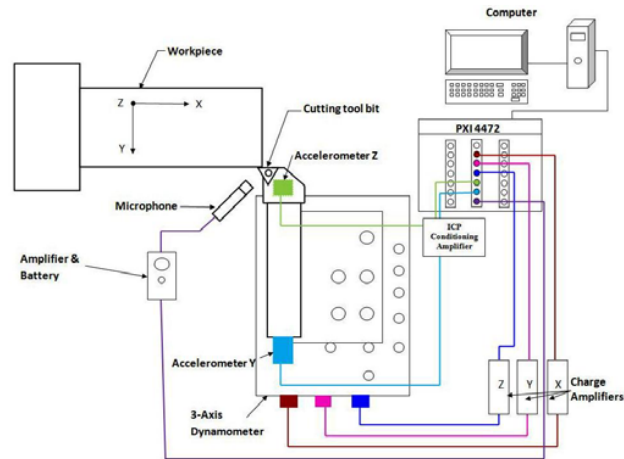 Computer
Workpiece
Z
X
Y
Cutting tool bit
PXI 4472
Accelerometer Z
Microphone
ICP
Conditioning
Amplifier
Amplifier &
Battery
Accelerometer Y
Z
Y
X
Charge
Amplifiers
3-Axis
Dynamometer